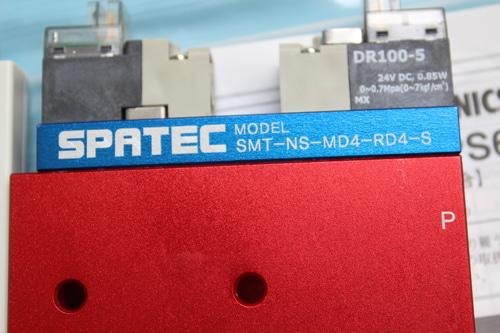 DR100-5
24V DC, 0.85W
0~0.7Mpa(0~7kgf/cm²)
MX
SPATEC
MODEL
SMT-NS-MD4-RD4-S
P